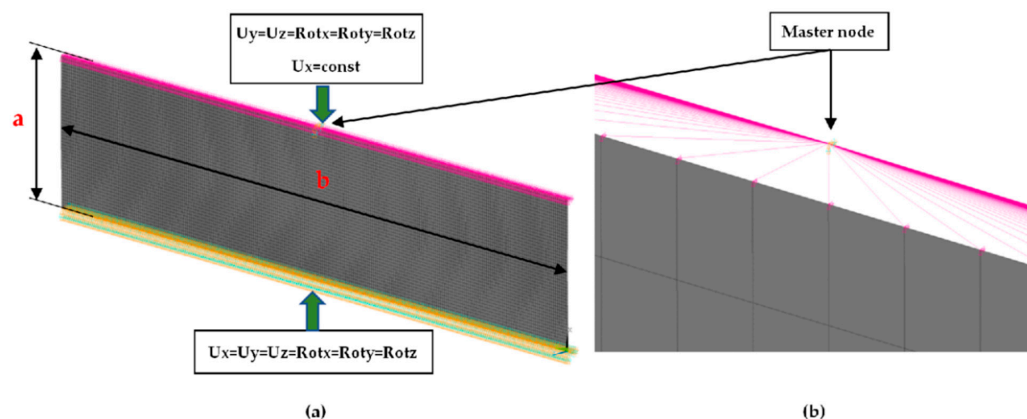 Uy=Uz=Rotx=Roty=Rotz
Ux=const
Master node
a
b
Ux=Uy=Uz=Rotx=Roty=Rotz
(a)
(b)